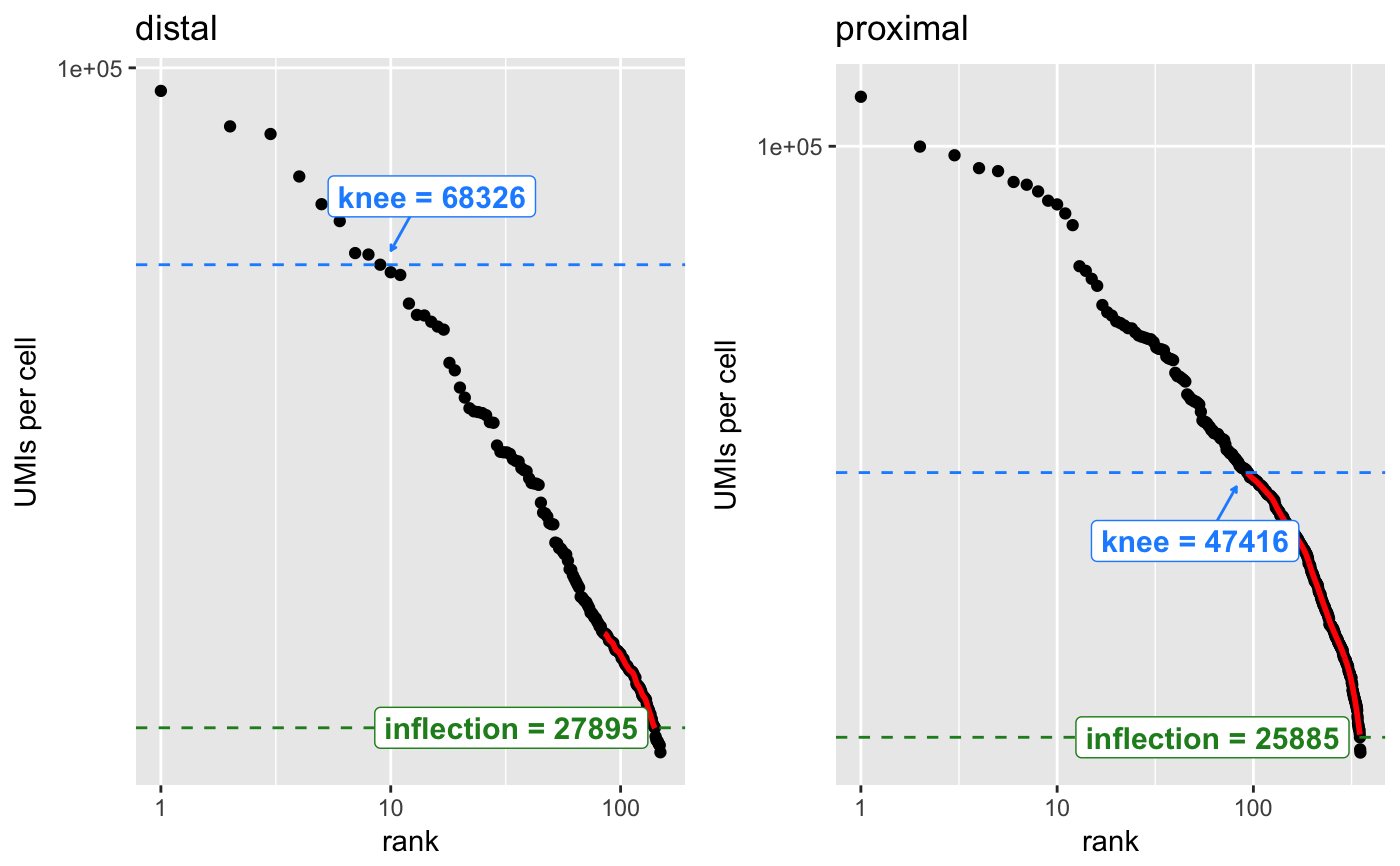 distal
1e+05
knee = 68326
UMIs per cell
inflection = 27895
1
10
100
rank
proximal
1e+05
UMIs per cell
knee = 47416
inflection = 25885
1
10
100
rank